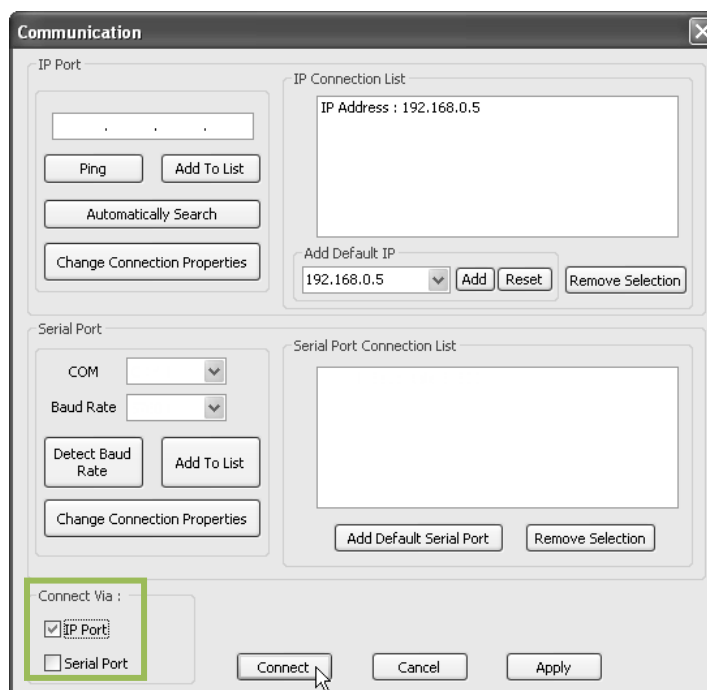 Communication
IP Port
. . .
Ping
Add To List
Automatically Search
Change Connection Properties
IP Connection List
IP Address : 192.168.0.5
Add Default IP
192.168.0.5
Add
Reset
Remove Selection
Serial Port
COM
Baud Rate
Detect Baud
Rate
Add To List
Change Connection Properties
Serial Port Connection List
Add Default Serial Port
Remove Selection
Connect Via :
IP Port
Serial Port
Connect
Cancel
Apply